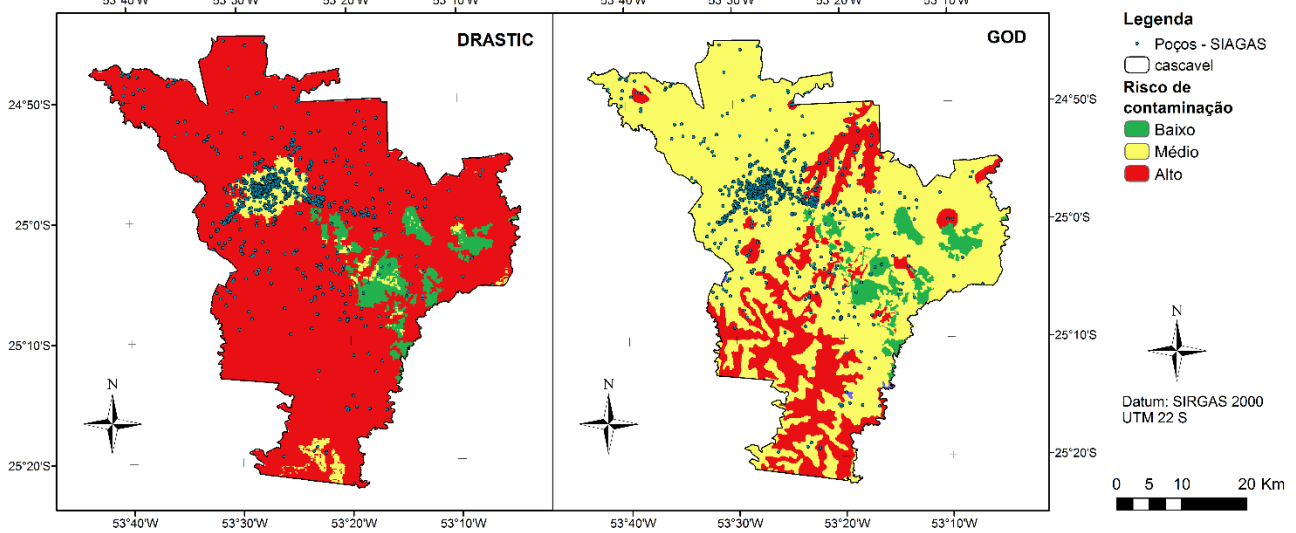 53°40'W 53°30'W 53°20'W 53°10'W 53°40'W 53°30'W 53°20'W 53°10'W
DRASTIC
GOD
24°50'S
25°0'S
25°10'S
25°20'S
24°50'S
25°0'S
25°10'S
25°20'S
N
N
53°40'W 53°30'W 53°20'W 53°10'W 53°40'W 53°30'W 53°20'W 53°10'W
Legenda
Poços - SIAGAS
cascavel
Risco de
contaminação
Baixo
Médio
Alto
N
Datum: SIRGAS 2000
UTM 22 S
0 5 10 20 Km